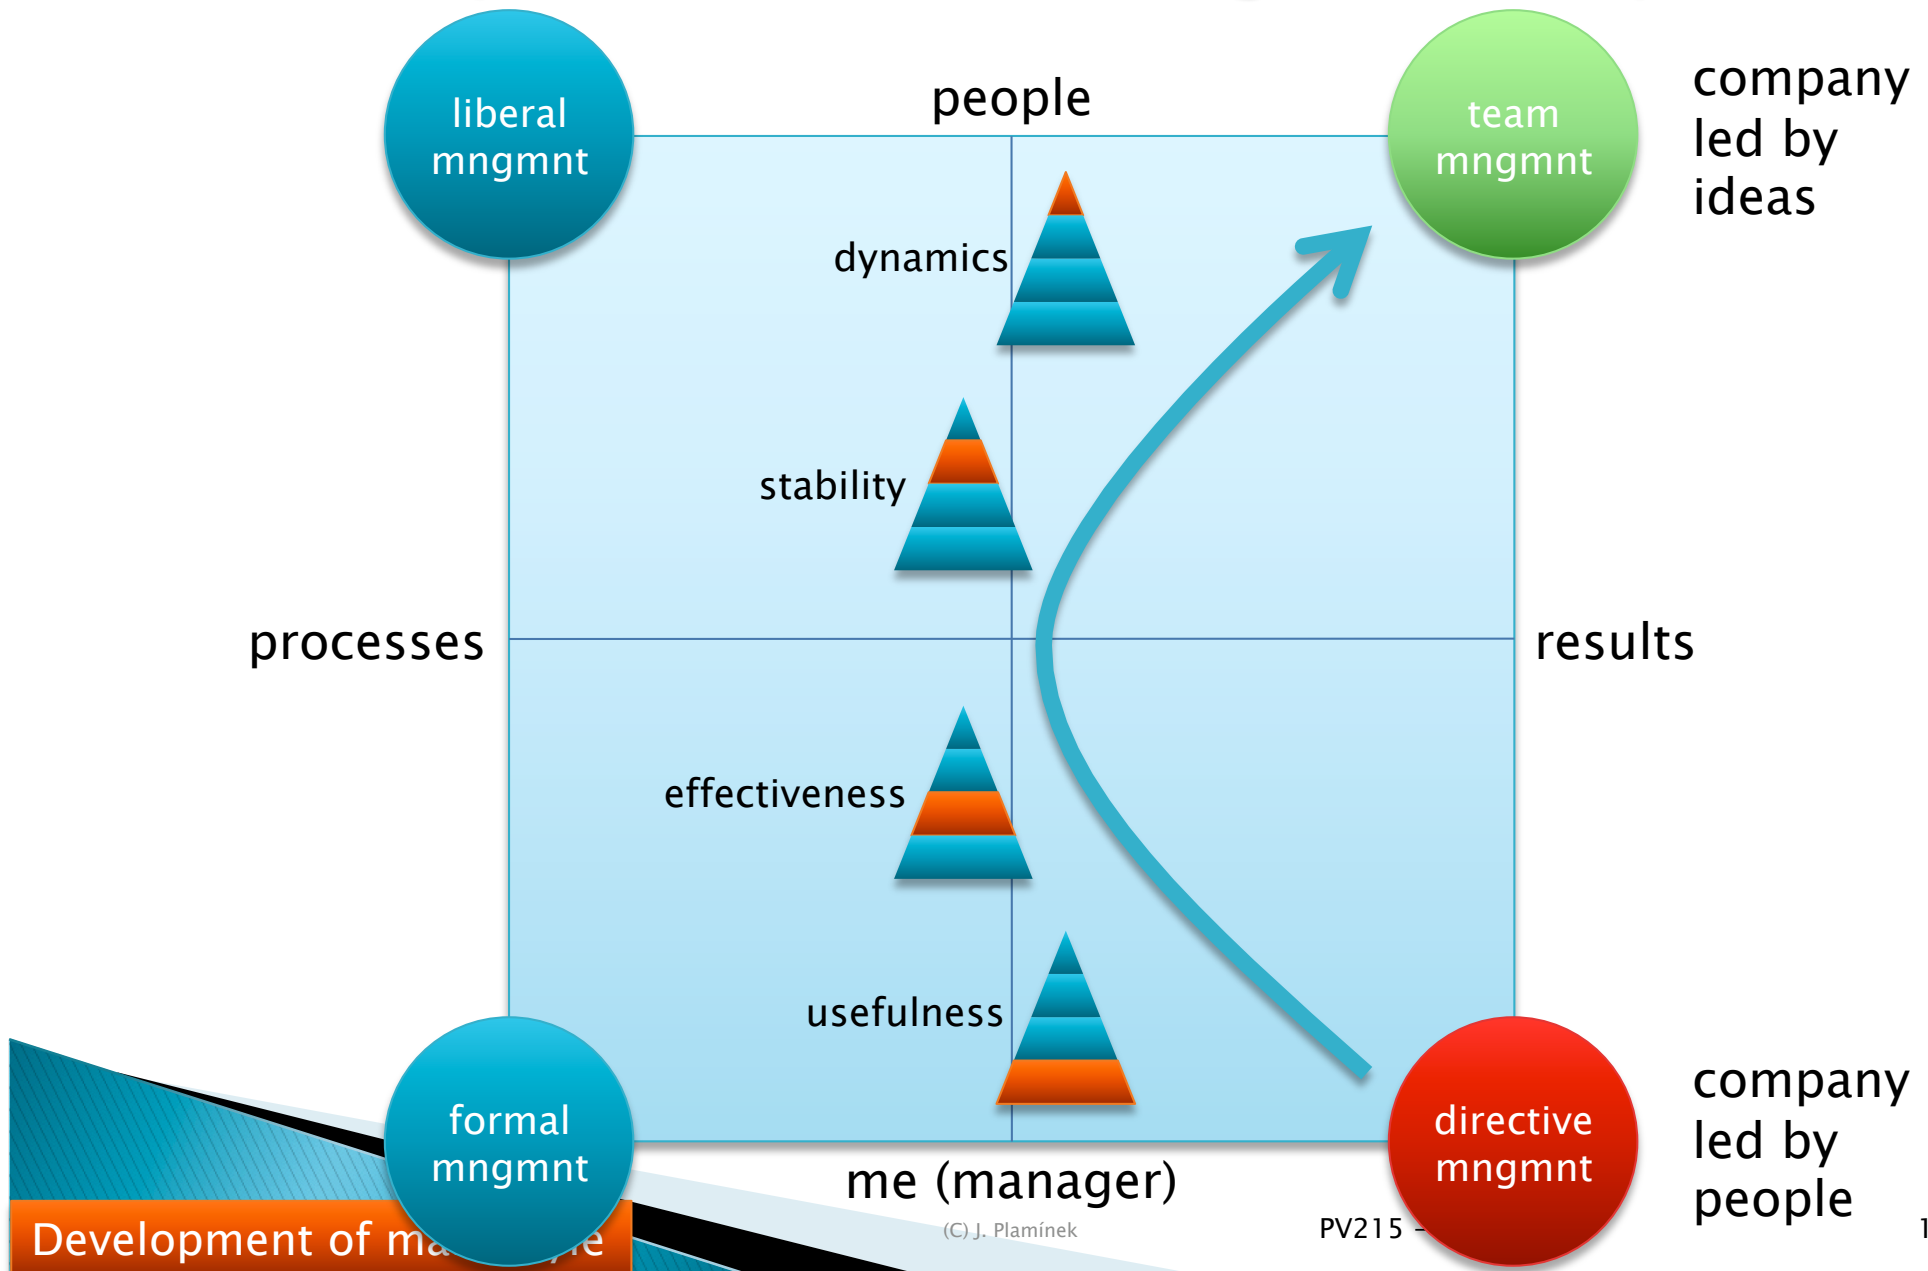 liberal
mngmnt
people
team
mngmnt
company
led by
ideas
dynamics
stability
processes
results
effectiveness
usefulness
formal
mngmnt
me (manager)
directive
mngmnt
company
led by
people
Development of
(C) J. Plamínek
PV215 -
1